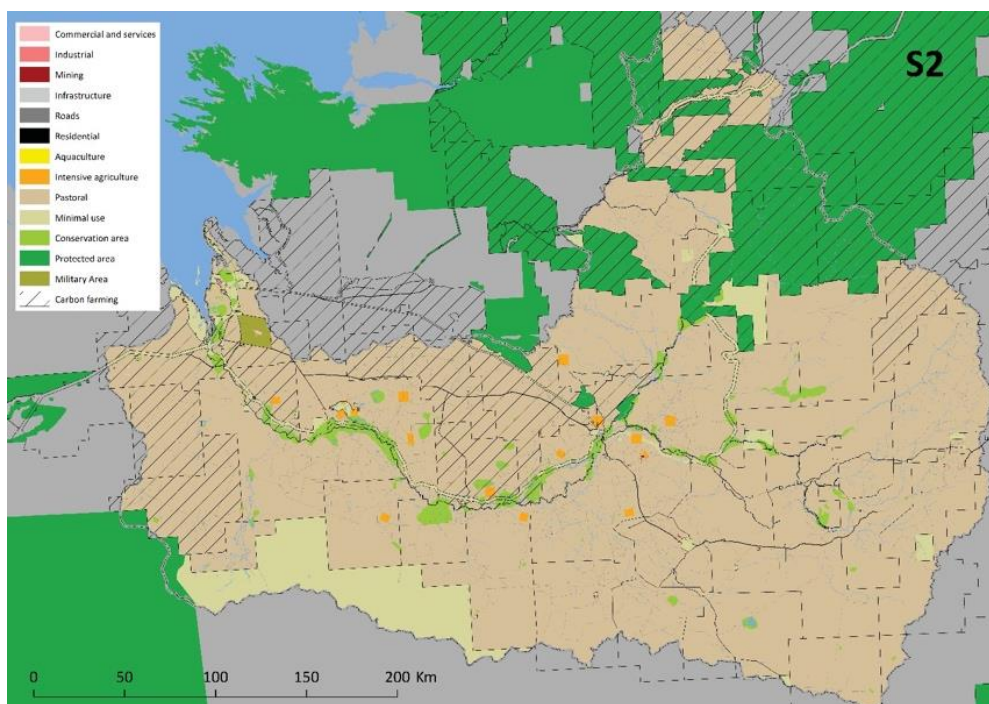 Commercial and services
Industrial
Mining
Infrastructure
Roads
Residential
Aquaculture
Intensive agriculture
Pastoral
Minimal use
Conservation area
Protected area
Military Area
Carbon farming
S2
0 50 100 150 200 Km